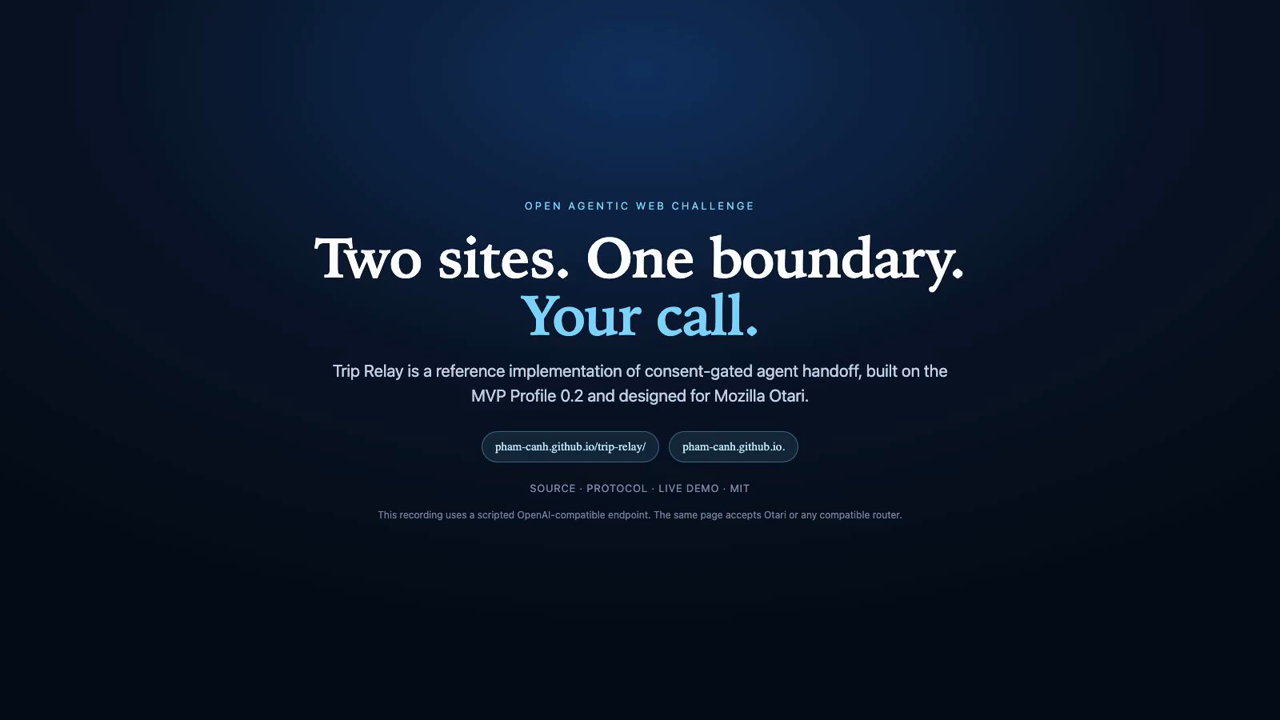 OPEN AGENTIC WEB CHALLENGE
Two sites. One boundary.
Your call.
Trip Relay is a reference implementation of consent-gated agent handoff, built on the
MVP Profile 0.2 and designed for Mozilla Otari.
pham-canh.github.io/trip-relay/
pham-canh.github.io.
SOURCE · PROTOCOL · LIVE DEMO · MIT
This recording uses a scripted OpenAI-compatible endpoint. The same page accepts Otari or any compatible router.